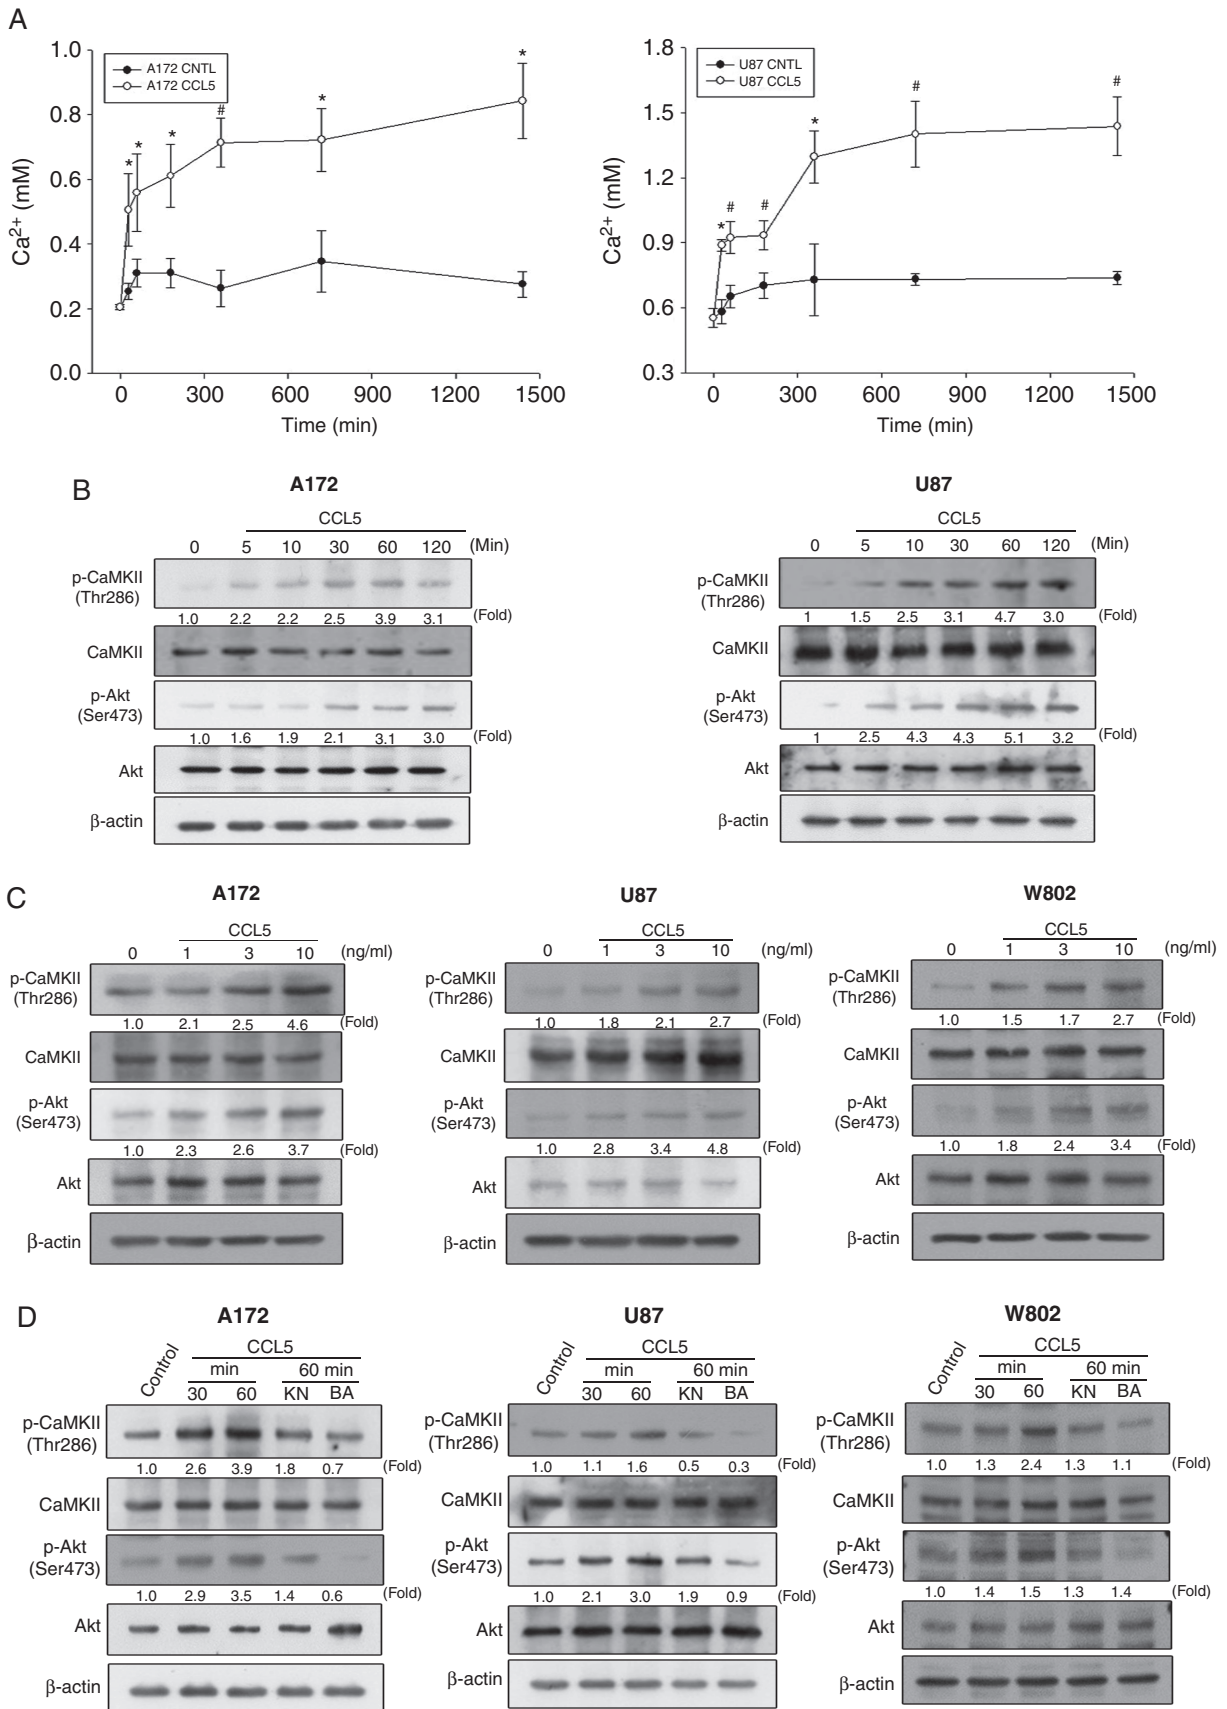 A
1.0
0.8
0.6
0.4
0.2
0.0
Ca2+ (mM)
A172 CNTL
A172 CCL5
* * * # * *
0 300 600 900 1200 1500
Time (min)
1.8
1.5
1.2
0.9
0.6
0.3
Ca2+ (mM)
U87 CNTL
U87 CCL5
* # # * # #
0 300 600 900 1200 1500
Time (min)
B
A172
CCL5
0 5 10 30 60 120 (Min)
p-CaMKII
(Thr286)
1.0 2.2 2.2 2.5 3.9 3.1 (Fold)
CaMKII
p-Akt
(Ser473)
1.0 1.6 1.9 2.1 3.1 3.0 (Fold)
Akt
β-actin
U87
CCL5
0 5 10 30 60 120 (Min)
p-CaMKII
(Thr286)
1 1.5 2.5 3.1 4.7 3.0 (Fold)
CaMKII
p-Akt
(Ser473)
1 2.5 4.3 4.3 5.1 3.2 (Fold)
Akt
β-actin
C
A172
CCL5
0 1 3 10 (ng/ml)
p-CaMKII
(Thr286)
1.0 2.1 2.5 4.6 (Fold)
CaMKII
p-Akt
(Ser473)
1.0 2.3 2.6 3.7 (Fold)
Akt
β-actin
U87
CCL5
0 1 3 10 (ng/ml)
p-CaMKII
(Thr286)
1.0 1.8 2.1 2.7 (Fold)
CaMKII
p-Akt
(Ser473)
1.0 2.8 3.4 4.8 (Fold)
Akt
β-actin
W802
CCL5
0 1 3 10 (ng/ml)
p-CaMKII
(Thr286)
1.0 1.5 1.7 2.7 (Fold)
CaMKII
p-Akt
(Ser473)
1.0 1.8 2.4 3.4 (Fold)
Akt
β-actin
D
A172
CCL5
Control
min 60 min
30 60 KN BA
p-CaMKII
(Thr286)
1.0 2.6 3.9 1.8 0.7 (Fold)
CaMKII
p-Akt
(Ser473)
1.0 2.9 3.5 1.4 0.6 (Fold)
Akt
β-actin
U87
CCL5
Control
min 60 min
30 60 KN BA
p-CaMKII
(Thr286)
1.0 1.1 1.6 0.5 0.3 (Fold)
CaMKII
p-Akt
(Ser473)
1.0 2.1 3.0 1.9 0.9 (Fold)
Akt
β-actin
W802
CCL5
Control
min 60 min
30 60 KN BA
p-CaMKII
(Thr286)
1.0 1.3 2.4 1.3 1.1 (Fold)
CaMKII
p-Akt
(Ser473)
1.0 1.4 1.5 1.3 1.4 (Fold)
Akt
β-actin